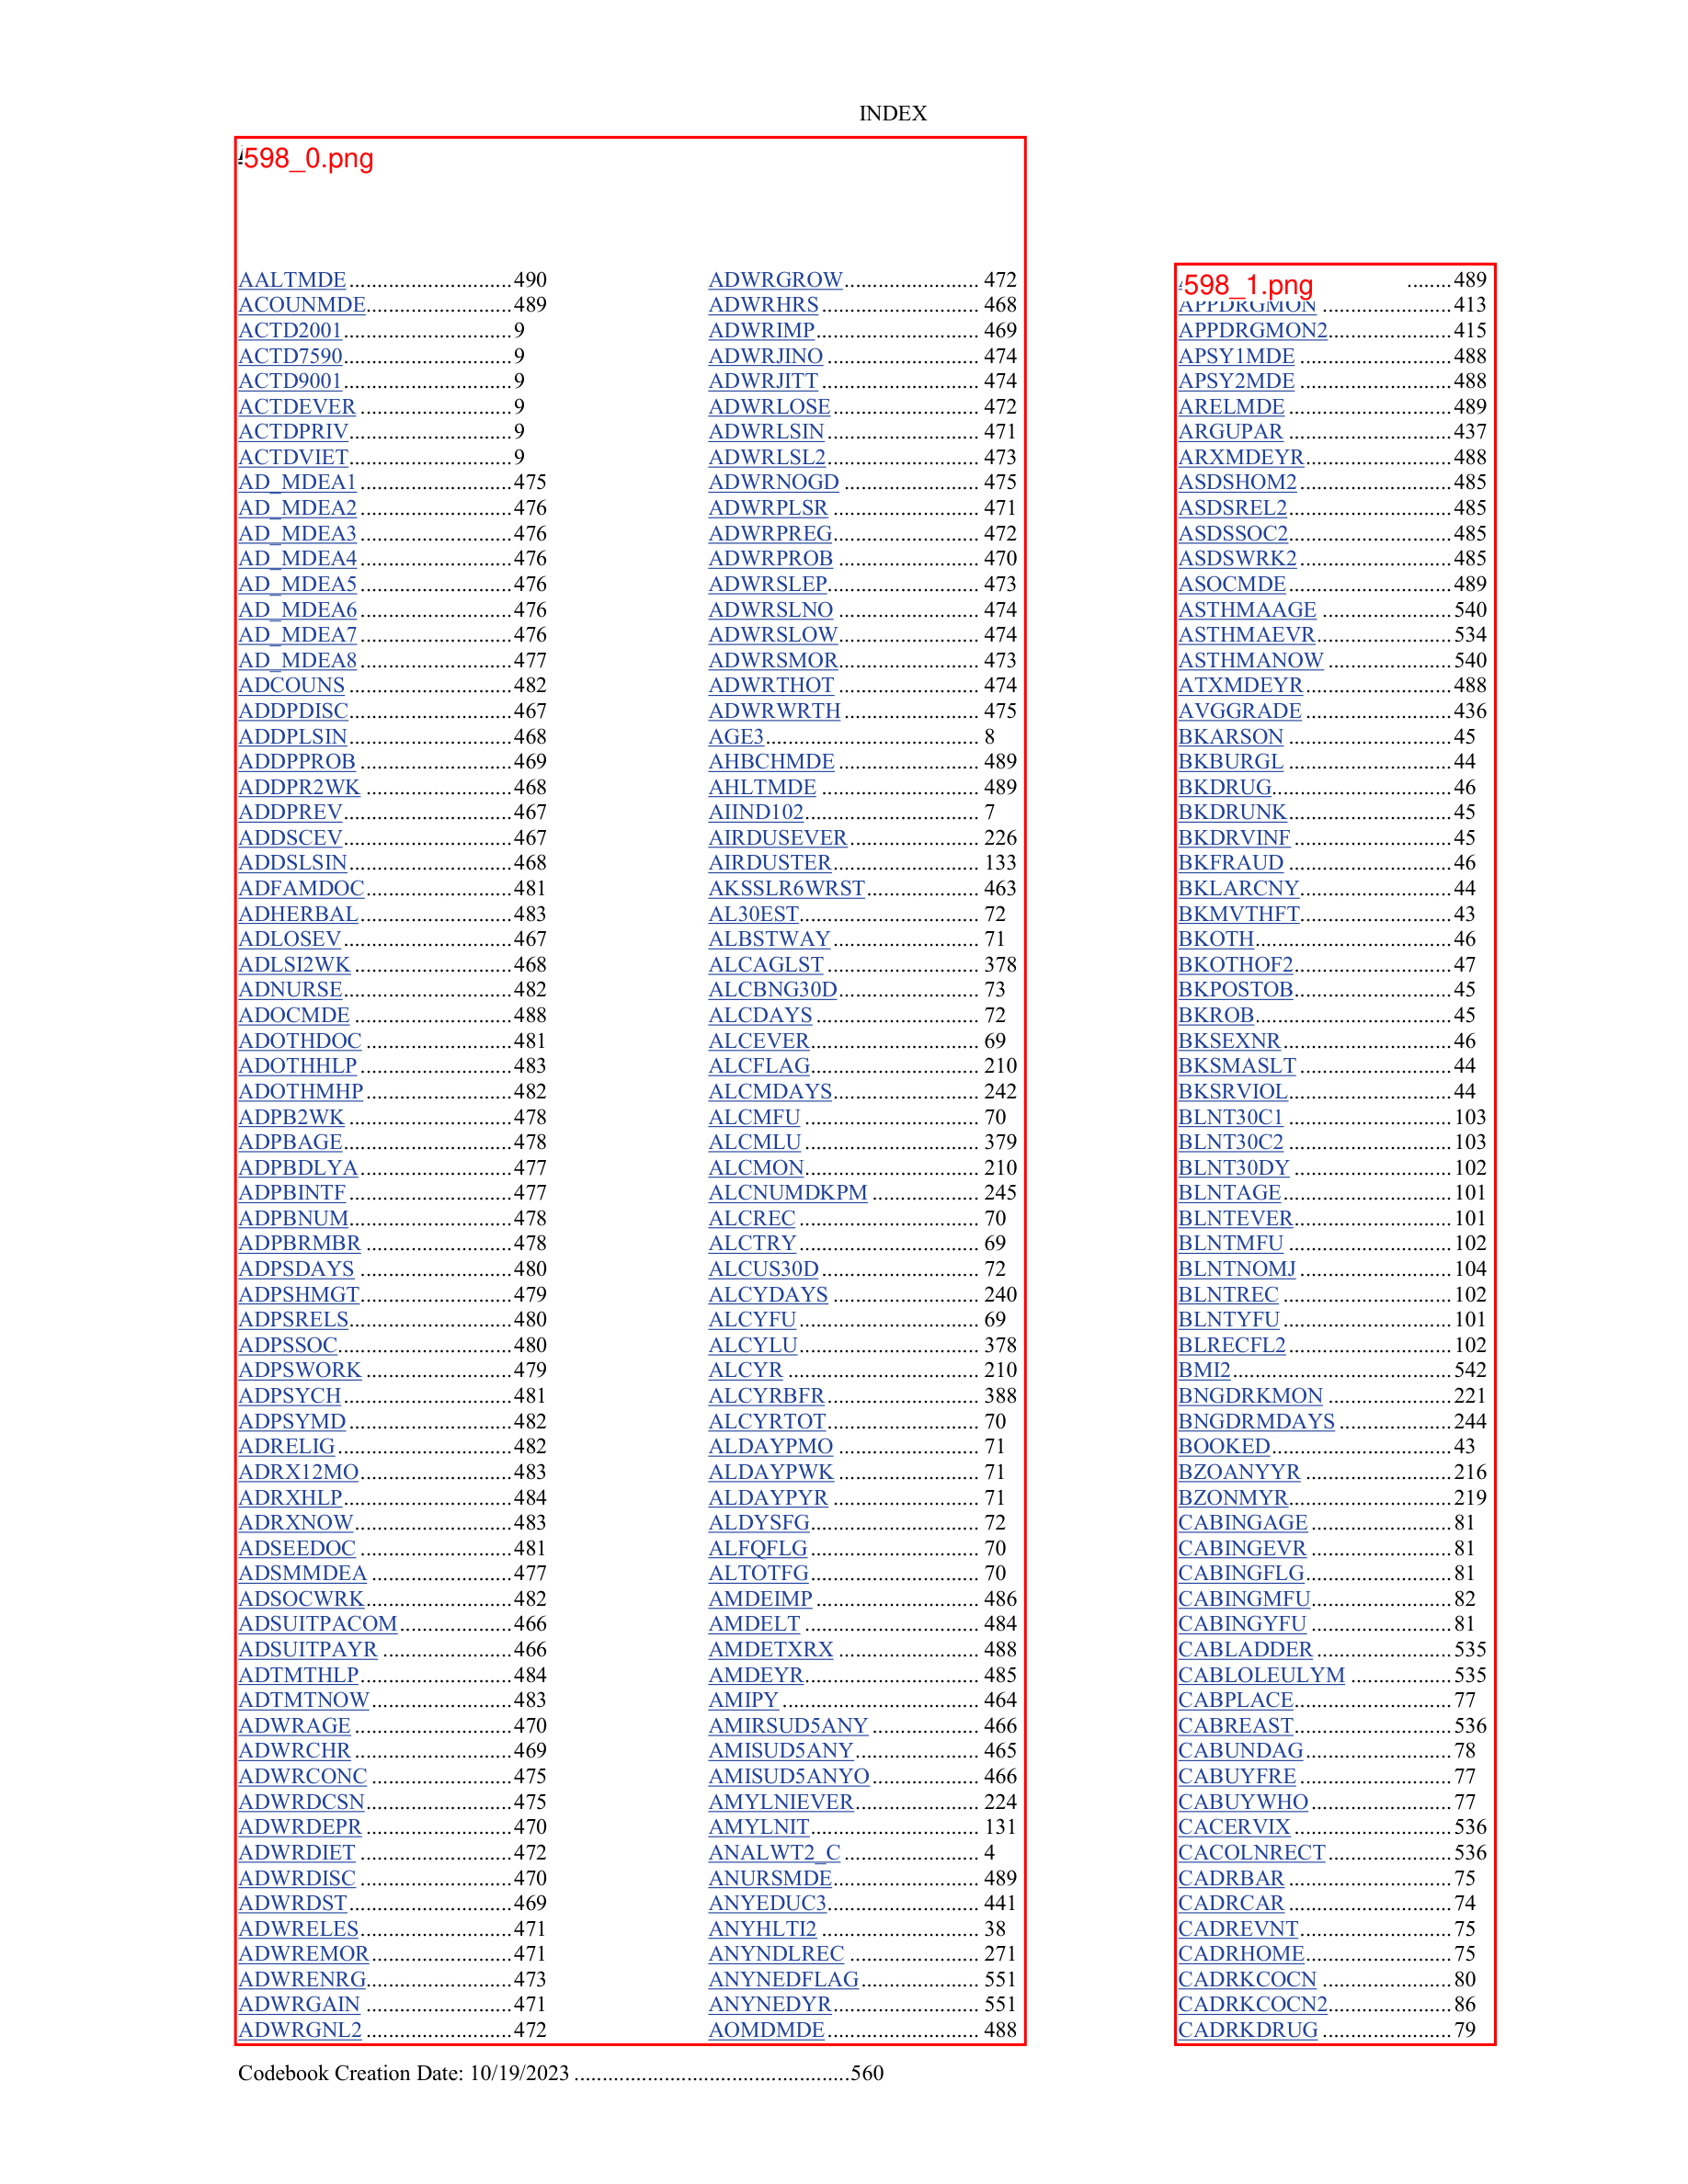 INDEX
598_0.png
AALTMDE 490
ACOUNMDE 489
ACTD2001 9
ACTD7590 9
ACTD9001 9
ACTDEVER 9
ACTDPRIV 9
ACTDVIET 9
AD_MDEA1 475
AD_MDEA2 476
AD_MDEA3 476
AD_MDEA4 476
AD_MDEA5 476
AD_MDEA6 476
AD_MDEA7 476
AD_MDEA8 477
ADCOUNS 482
ADDPDISC 467
ADDPLSIN 468
ADDPPROB 469
ADDPR2WK 468
ADDPREV 467
ADDSCEV 467
ADDSLSIN 468
ADFAMDOC 481
ADHERBAL 483
ADLOSEV 467
ADLSI2WK 468
ADNURSE 482
ADOCMDE 488
ADOTHDOC 481
ADOTHHLP 483
ADOTHMHP 482
ADPB2WK 478
ADPBAGE 478
ADPBDLYA 477
ADPBINTF 477
ADPBNUM 478
ADPBRMBR 478
ADPSDAYS 480
ADPSHMGT 479
ADPSRELS 480
ADPSSOC 480
ADPSWORK 479
ADPSYCH 481
ADPSYMD 482
ADRELIG 482
ADRX12MO 483
ADRXHLP 484
ADRXNOW 483
ADSEEDOC 481
ADSMMDEA 477
ADSOCWRK 482
ADSUITPACOM 466
ADSUITPAYR 466
ADTMTHLP 484
ADTMTNOW 483
ADWRAGE 470
ADWRCHR 469
ADWRCONC 475
ADWRDCSN 475
ADWRDEPR 470
ADWRDIET 472
ADWRDISC 470
ADWRDST 469
ADWRELES 471
ADWREMOR 471
ADWRENRG 473
ADWRGAIN 471
ADWRGNL2 472
ADWRGROW 472
ADWRHRS 468
ADWRIMP 469
ADWRJINO 474
ADWRJITT 474
ADWRLOSE 472
ADWRLSIN 471
ADWRLSL2 473
ADWRNOGD 475
ADWRPLSR 471
ADWRPREG 472
ADWRPROB 470
ADWRSLEP 473
ADWRSLNO 474
ADWRSLOW 474
ADWRSMOR 473
ADWRTHOT 474
ADWRWRTH 475
AGE3 8
AHBCHMDE 489
AHLTMDE 489
AIIND102 7
AIRDUSEVER 226
AIRDUSTER 133
AKSSLR6WRST 463
AL30EST 72
ALBSTWAY 71
ALCAGLST 378
ALCBNG30D 73
ALCDAYS 72
ALCEVER 69
ALCFLAG 210
ALCMDAYS 242
ALCMFU 70
ALCMLU 379
ALCMON 210
ALCNUMDKPM 245
ALCREC 70
ALCTRY 69
ALCUS30D 72
ALCYDAYS 240
ALCYFU 69
ALCYLU 378
ALCYR 210
ALCYRBFR 388
ALCYRTOT 70
ALDAYPMO 71
ALDAYPWK 71
ALDAYPYR 71
ALDYSFG 72
ALFQFLG 70
ALTOTFG 70
AMDEIMP 486
AMDELT 484
AMDETXRX 488
AMDEYR 485
AMIPY 464
AMIRSUD5ANY 466
AMISUD5ANY 465
AMISUD5ANYO 466
AMYLNIEVER 224
AMYLNIT 131
ANALWT2_C 4
ANURSMDE 489
ANYEDUC3 441
ANYHLTI2 38
ANYNDLREC 271
ANYNEDFLAG 551
ANYNEDYR 551
AOMDMDE 488
598_1.png 489
APPDRGMON 413
APPDRGMON2 415
APSY1MDE 488
APSY2MDE 488
ARELMDE 489
ARGUPAR 437
ARXMDEYR 488
ASDSHOM2 485
ASDSREL2 485
ASDSSOC2 485
ASDSWRK2 485
ASOCMDE 489
ASTHMAAGE 540
ASTHMAEVR 534
ASTHMANOW 540
ATXMDEYR 488
AVGGRADE 436
BKARSON 45
BKBURGL 44
BKDRUG 46
BKDRUNK 45
BKDRVINF 45
BKFRAUD 46
BKLARCNY 44
BKMVTHFT 43
BKOTH 46
BKOTHOF2 47
BKPOSTOB 45
BKROB 45
BKSEXNR 46
BKSMASLT 44
BKSRVIOL 44
BLNT30C1 103
BLNT30C2 103
BLNT30DY 102
BLNTAGE 101
BLNTEVER 101
BLNTMFU 102
BLNTNOMJ 104
BLNTREC 102
BLNTYFU 101
BLRECFL2 102
BMI2 542
BNGDRKMON 221
BNGDRMDAYS 244
BOOKED 43
BZOANYYR 216
BZONMYR 219
CABINGAGE 81
CABINGEVR 81
CABINGFLG 81
CABINGMFU 82
CABINGYFU 81
CABLADDER 535
CABLOLEULYM 535
CABPLACE 77
CABREAST 536
CABUNDAG 78
CABUYFRE 77
CABUYWHO 77
CACERVIX 536
CACOLNRECT 536
CADRBAR 75
CADRCAR 74
CADREVNT 75
CADRHOME 75
CADRKCOCN 80
CADRKCOCN2 86
CADRKDRUG 79
Codebook Creation Date: 10/19/2023 560